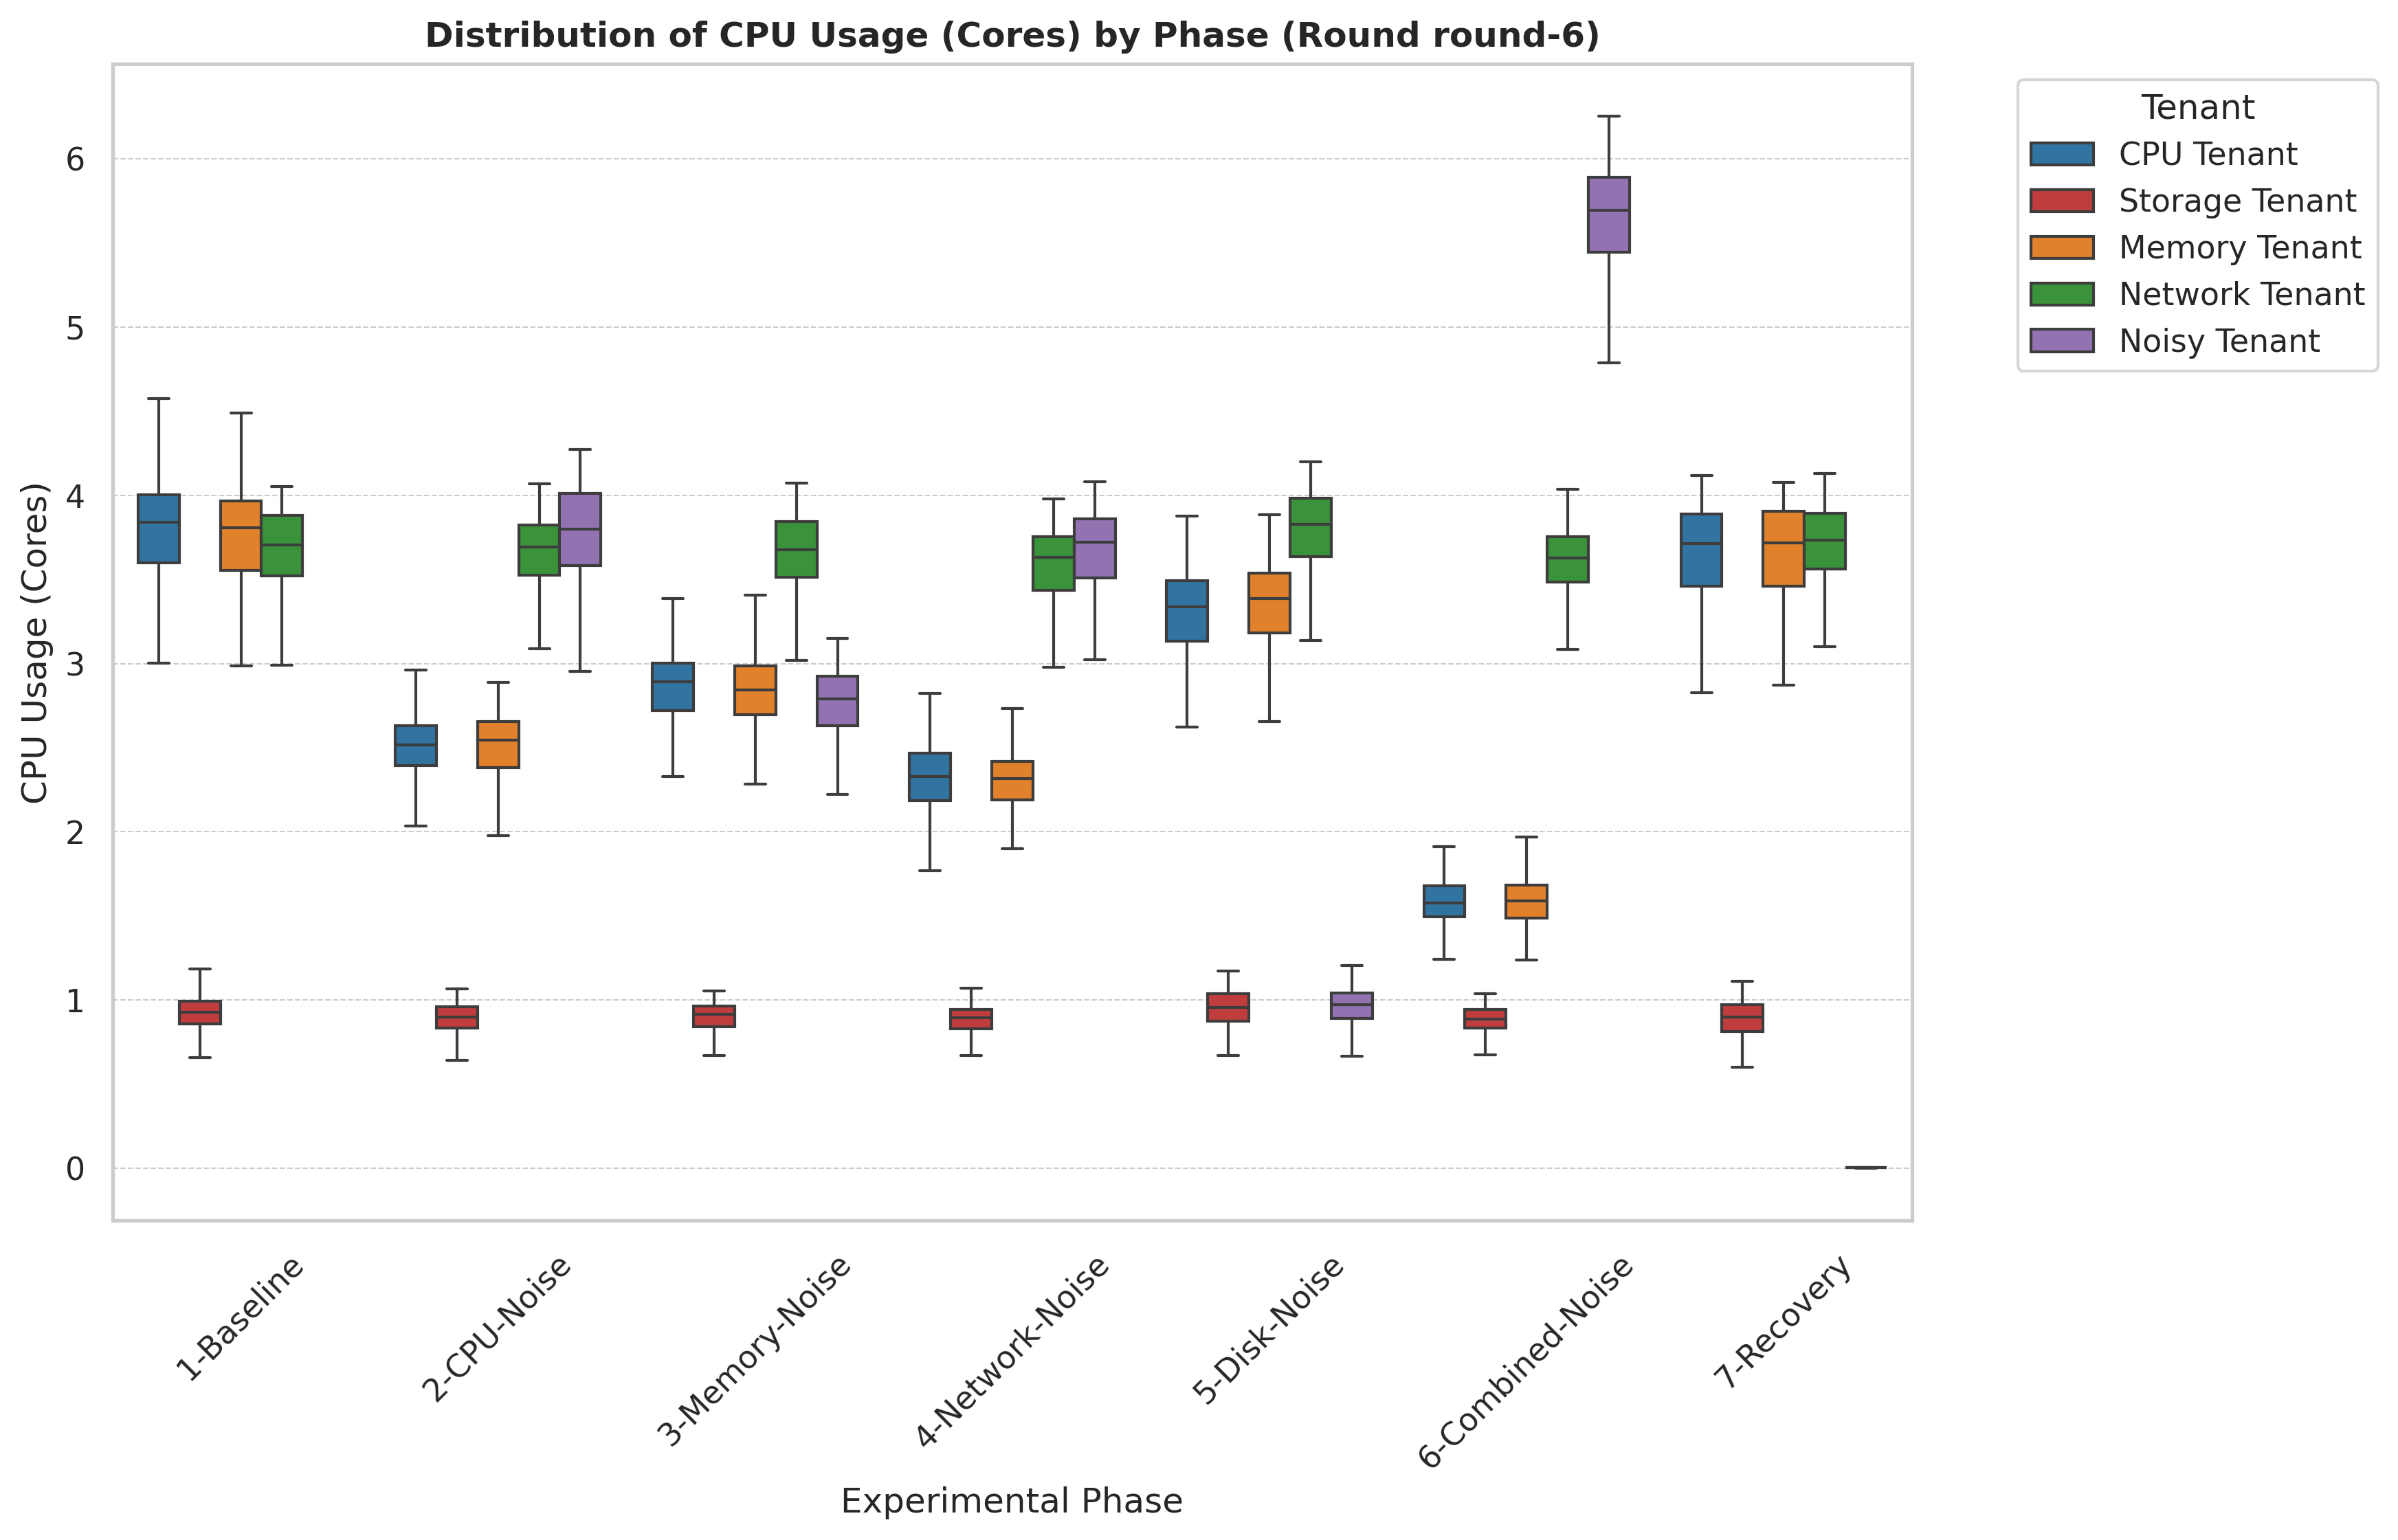 Distribution of CPU Usage (Cores) by Phase (Round round-6)
Tenant
CPU Tenant
Storage Tenant
Memory Tenant
Network Tenant
Noisy Tenant
CPU Usage (Cores)
6
5
4
3
2
1
0
1-Baseline
2-CPU-Noise
3-Memory-Noise
4-Network-Noise
5-Disk-Noise
6-Combined-Noise
7-Recovery
Experimental Phase